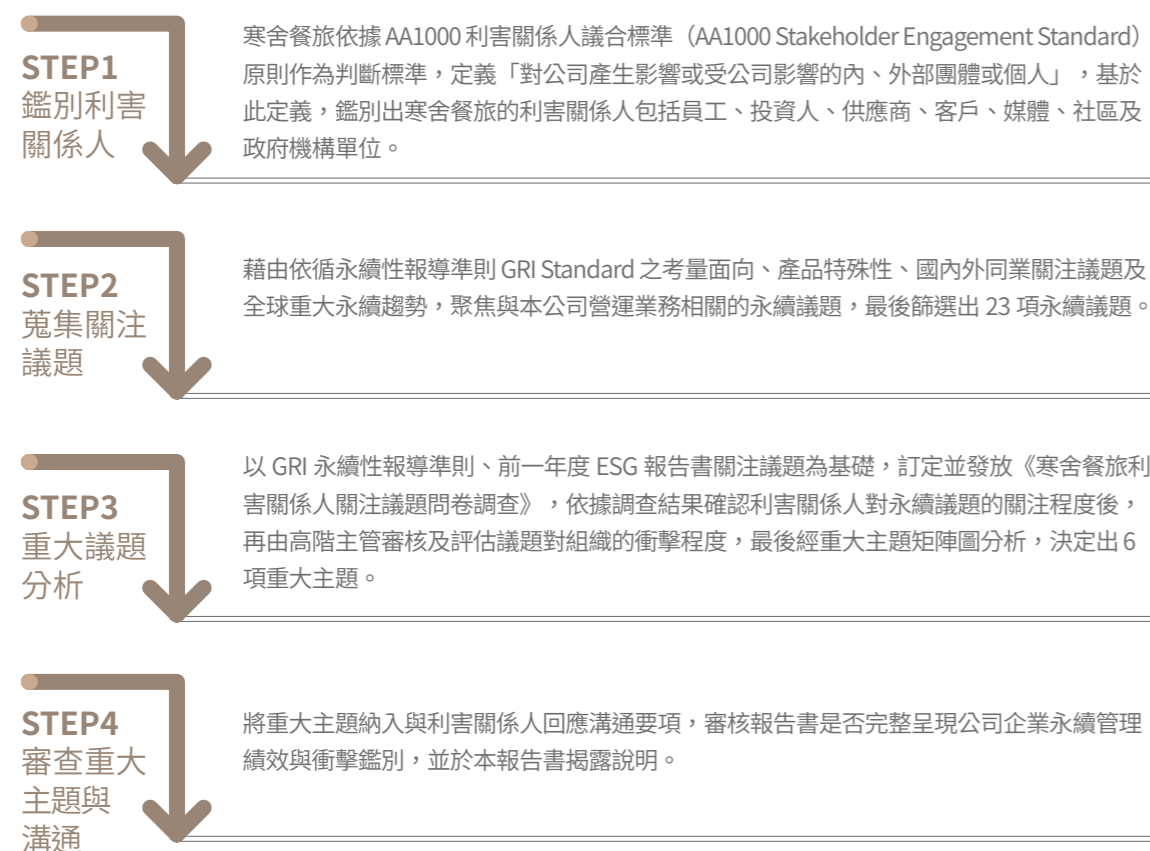 STEP1
鑑別利害
關係人
寒舍餐旅依據 AA1000 利害關係人議合標準（AA1000 Stakeholder Engagement Standard）
原則作為判斷標準，定義「對公司產生影響或受公司影響的內、外部團體或個人」，基於
此定義，鑑別出寒舍餐旅的利害關係人包括員工、投資人、供應商、客戶、媒體、社區及
政府機構單位。
STEP2
蒐集關注
議題
藉由依循永續性報導準則 GRI Standard 之考量面向、產品特殊性、國內外同業關注議題及
全球重大永續趨勢，聚焦與本公司營運業務相關的永續議題，最後篩選出 23 項永續議題。
STEP3
重大議題
分析
以 GRI 永續性報導準則、前一年度 ESG 報告書關注議題為基礎，訂定並發放《寒舍餐旅利
害關係人關注議題問卷調查》，依據調查結果確認利害關係人對永續議題的關注程度後，
再由高階主管審核及評估議題對組織的衝擊程度，最後經重大主題矩陣圖分析，決定出 6
項重大主題。
STEP4
審查重大
主題與
溝通
將重大主題納入與利害關係人回應溝通要項，審核報告書是否完整呈現公司企業永續管理
績效與衝擊鑑別，並於本報告書揭露說明。